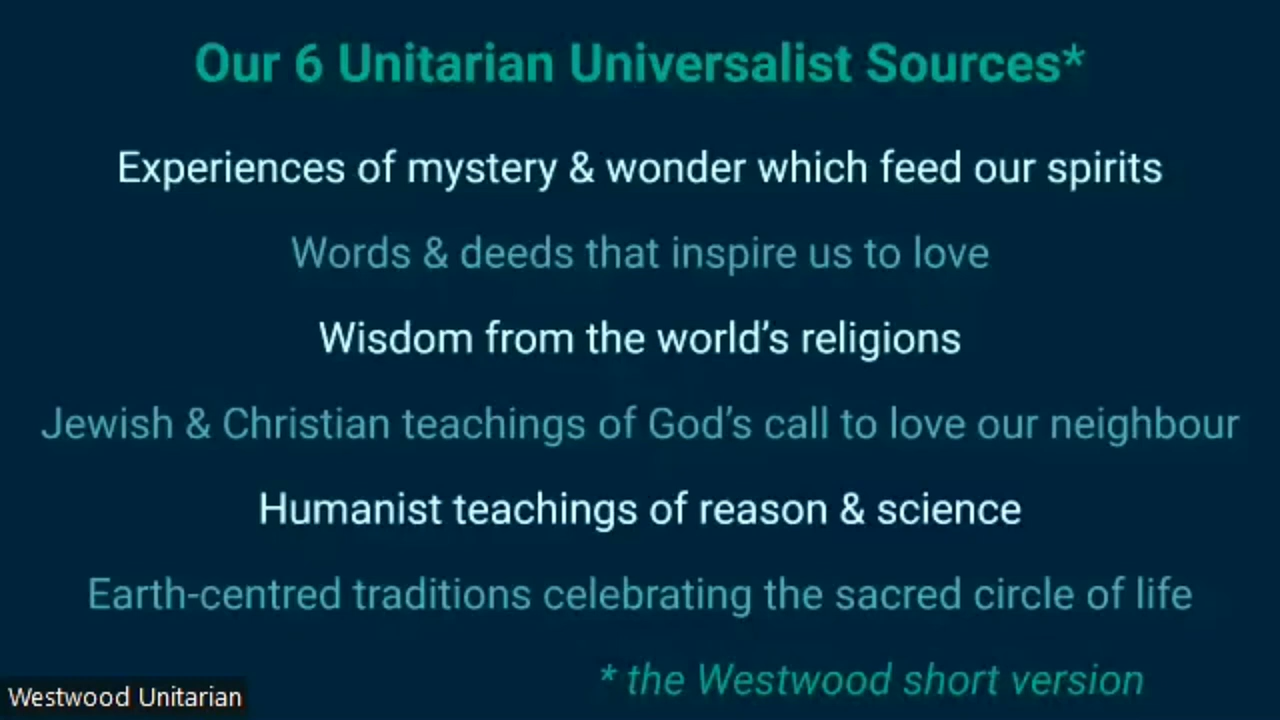 Our 6 Unitarian Universalist Sources*
Experiences of mystery & wonder which feed our spirits
Words & deeds that inspire us to love
Wisdom from the world’s religions
Jewish & Christian teachings of God’s call to love our neighbour
Humanist teachings of reason & science
Earth-centred traditions celebrating the sacred circle of life
* the Westwood short version
Westwood Unitarian